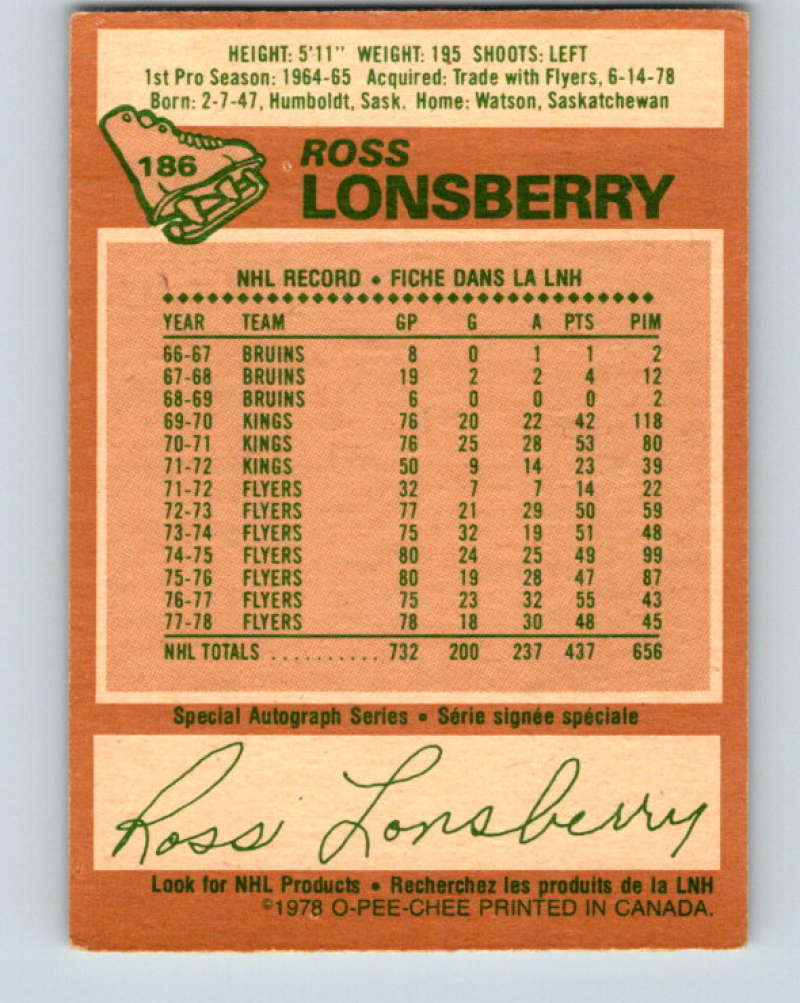 HEIGHT: 5'11" WEIGHT: 195 SHOOTS: LEFT
1st Pro Season: 1964-65 Acquired: Trade with Flyers, 6-14-78
Born: 2-7-47, Humboldt, Sask. Home: Watson, Saskatchewan
186
ROSS
LONSBERRY
NHL RECORD • FICHE DANS LA LNH
YEAR TEAM GP G A PTS PIM
66-67 BRUINS 8 0 1 1 2
67-68 BRUINS 19 2 2 4 12
68-69 BRUINS 6 0 0 0 2
69-70 KINGS 76 20 22 42 118
70-71 KINGS 76 25 28 53 80
71-72 KINGS 50 9 14 23 39
71-72 FLYERS 32 7 7 14 22
72-73 FLYERS 77 21 29 50 59
73-74 FLYERS 75 32 19 51 48
74-75 FLYERS 80 24 25 49 99
75-76 FLYERS 80 19 28 47 87
76-77 FLYERS 75 23 32 55 43
77-78 FLYERS 78 18 30 48 45
NHL TOTALS .......... 732 200 237 437 656
Special Autograph Series • Série signée spéciale
Ross Lonsberry
Look for NHL Products • Recherchez les produits de la LNH
©1978 O-PEE-CHEE PRINTED IN CANADA.